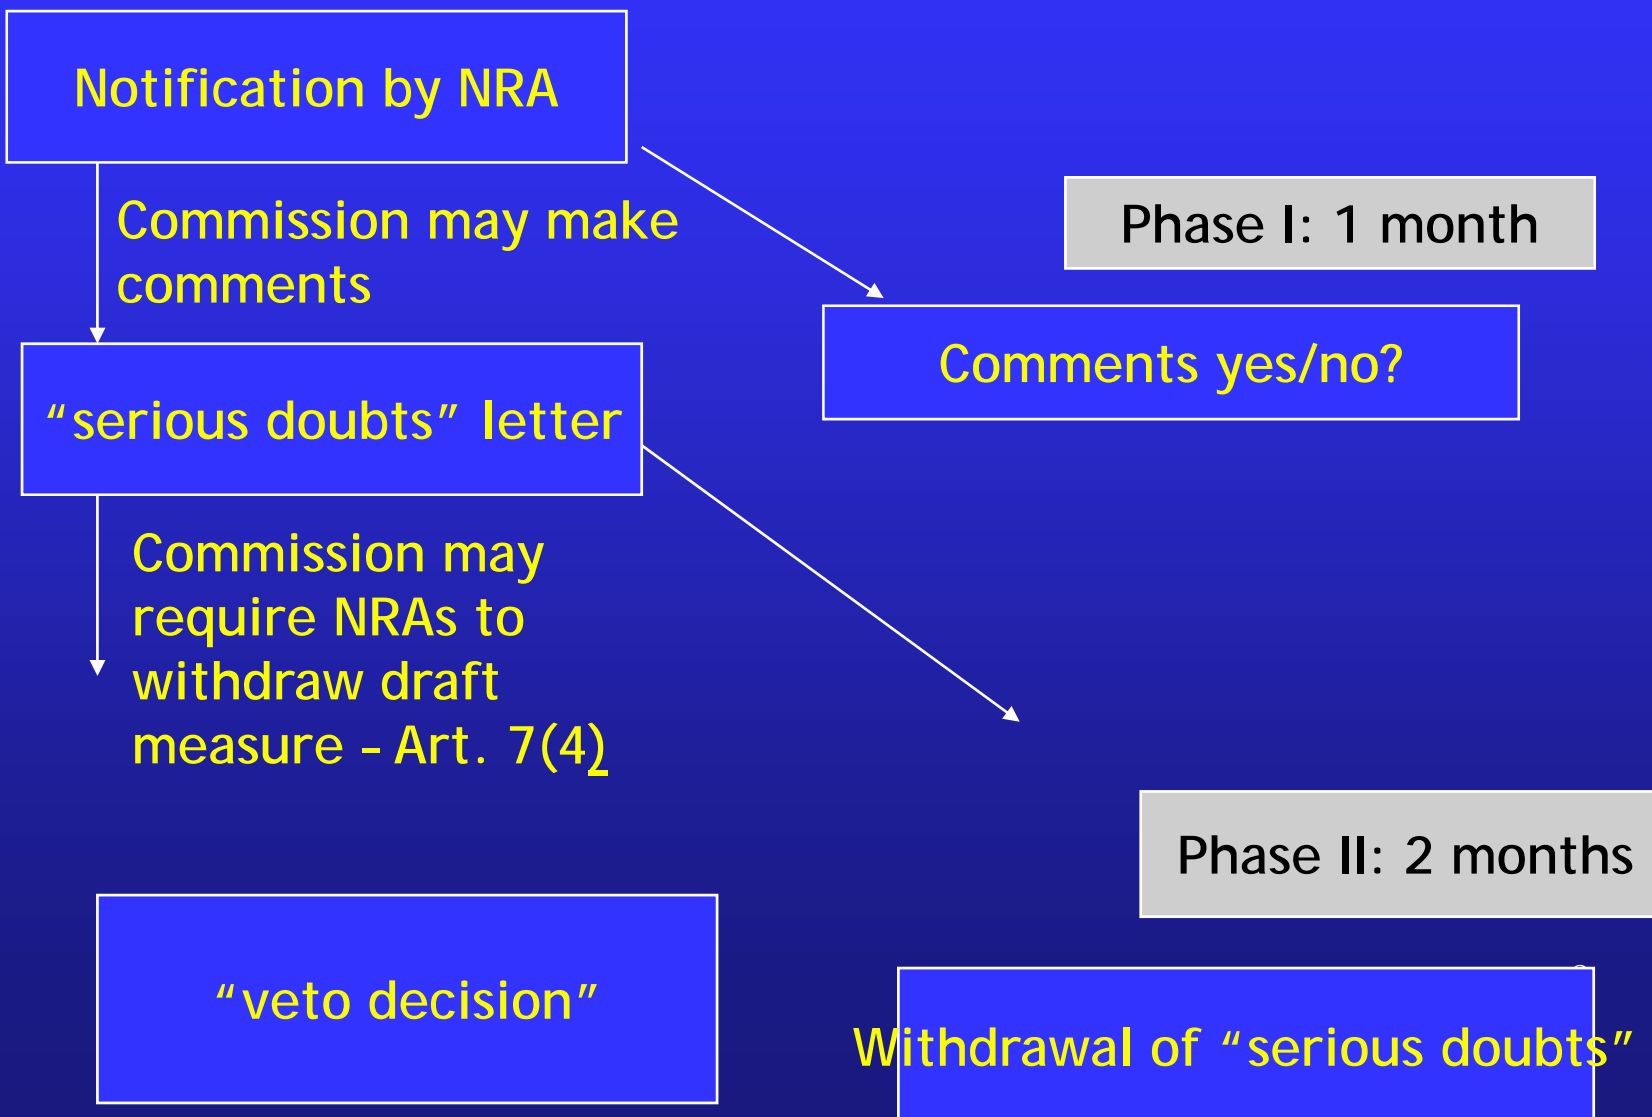 Notification by NRA
Commission may make
comments
Phase I: 1 month
Comments yes/no?
“serious doubts” letter
Commission may
require NRAs to
withdraw draft
measure – Art. 7(4)
Phase II: 2 months
“veto decision”
Withdrawal of “serious doubts”